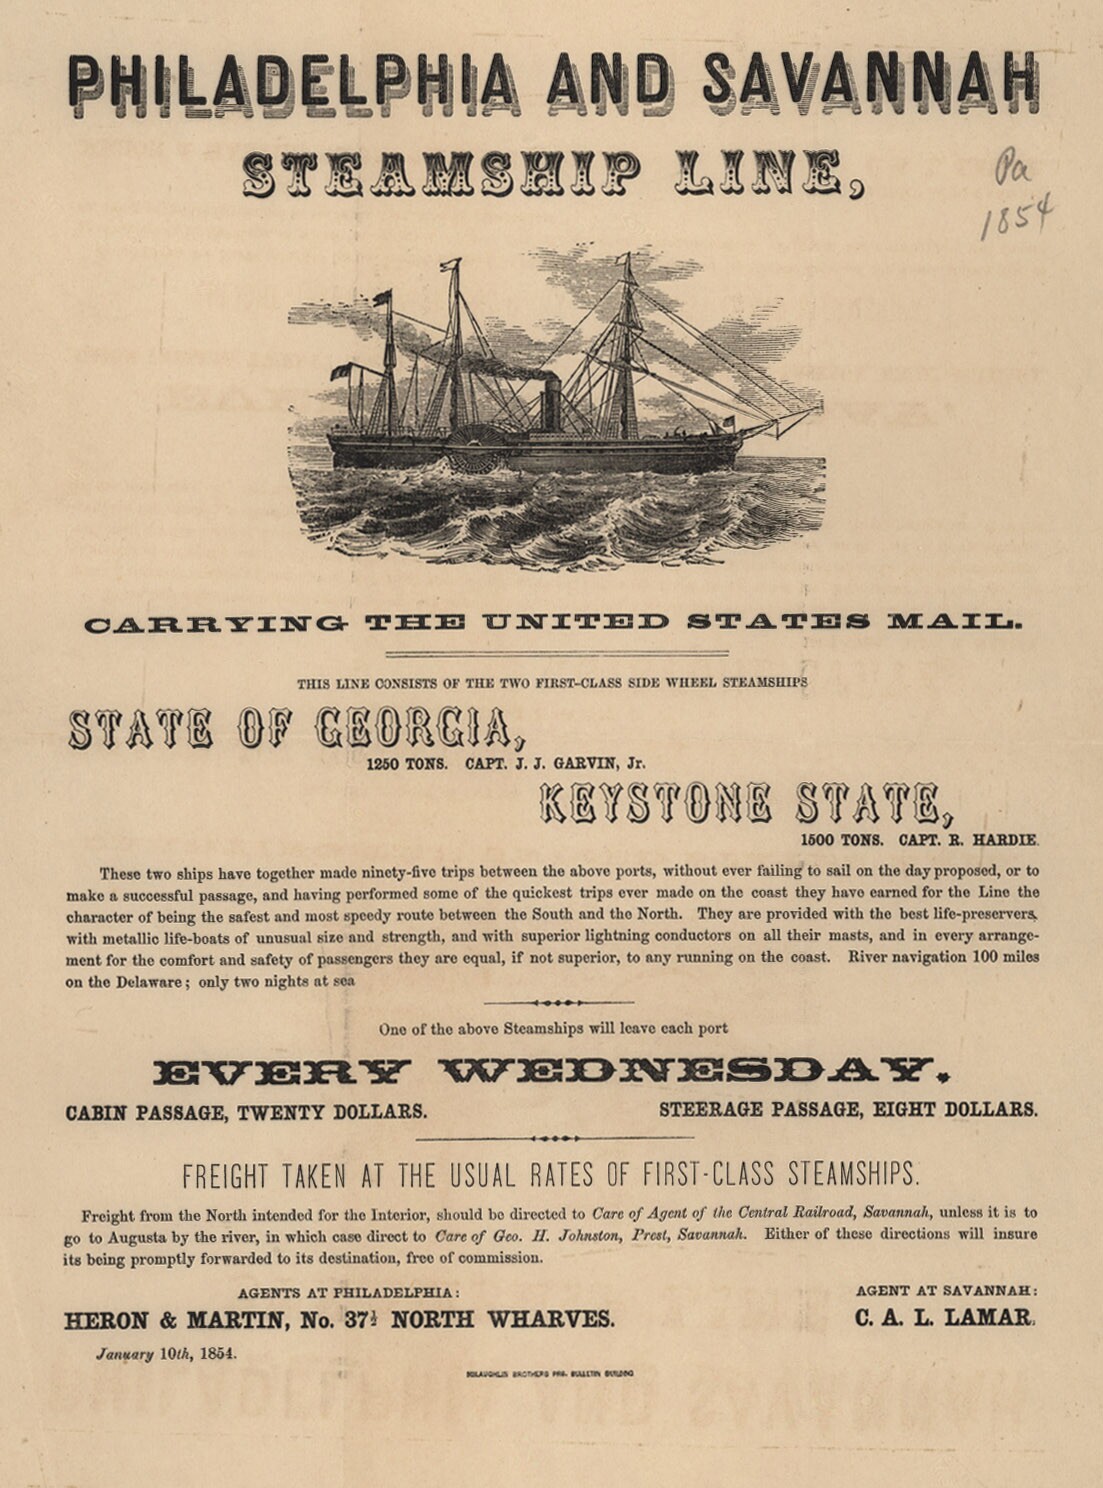 PHILADELPHIA AND SAVANNAH
STEAMSHIP LINE,
Pa
1854
CARRYING THE UNITED STATES MAIL.
THIS LINE CONSISTS OF THE TWO FIRST-CLASS SIDE WHEEL STEAMSHIPS
STATE OF GEORGIA,
1250 TONS. CAPT. J. J. GARVIN, Jr.
KEYSTONE STATE,
1500 TONS. CAPT. R. HARDIE.
These two ships have together made ninety-five trips between the above ports, without ever failing to sail on the day proposed, or to
make a successful passage, and having performed some of the quickest trips ever made on the coast they have earned for the Line the
character of being the safest and most speedy route between the South and the North. They are provided with the best life-preservers,
with metallic life-boats of unusual size and strength, and with superior lightning conductors on all their masts, and in every arrange-
ment for the comfort and safety of passengers they are equal, if not superior, to any running on the coast. River navigation 100 miles
on the Delaware; only two nights at sea
One of the above Steamships will leave each port
EVERY WEDNESDAY.
CABIN PASSAGE, TWENTY DOLLARS. STEERAGE PASSAGE, EIGHT DOLLARS.
FREIGHT TAKEN AT THE USUAL RATES OF FIRST-CLASS STEAMSHIPS.
Freight from the North intended for the Interior, should be directed to Care of Agent of the Central Railroad, Savannah, unless it is to
go to Augusta by the river, in which case direct to Care of Geo. H. Johnston, Prest, Savannah. Either of these directions will insure
its being promptly forwarded to its destination, free of commission.
AGENTS AT PHILADELPHIA: AGENT AT SAVANNAH:
HERON & MARTIN, No. 37½ NORTH WHARVES. C. A. L. LAMAR.
January 10th, 1854.
BROTHERS BULLETIN BUILDING